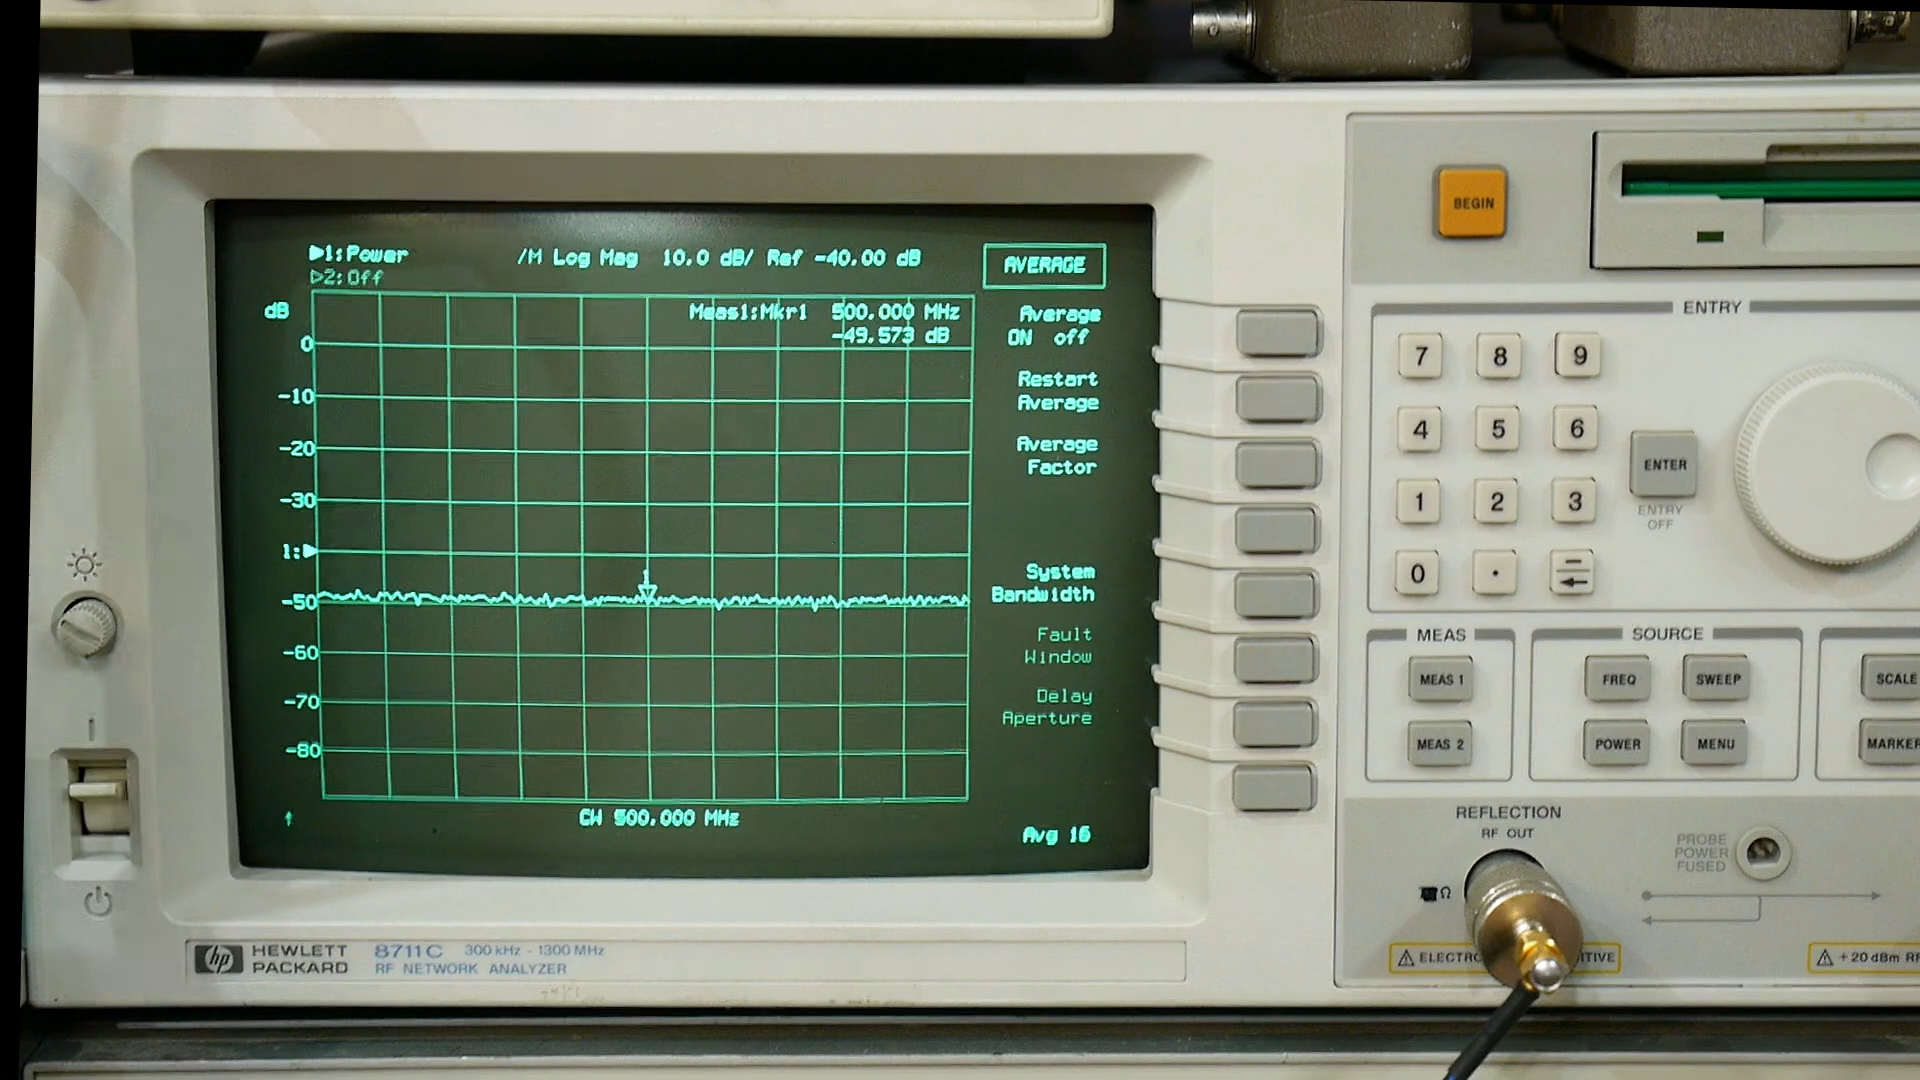 ▶1:Power /M Log Mag 10.0 dB/ Ref -40.00 dB
▷2:Off
dB
Meas1:Mkr1 500.000 MHz
-49.573 dB
0
-10
-20
-30
1:▶
-50
-60
-70
-80
1
CW 500.000 MHz
AVERAGE
Average
ON off
Restart
Average
Average
Factor
System
Bandwidth
Fault
Window
Delay
Aperture
Avg 16
hp HEWLETT
PACKARD
8711C 300 kHz - 1300 MHz
RF NETWORK ANALYZER
BEGIN
ENTRY
7 8 9
4 5 6
1 2 3
0 .
ENTER
ENTRY
OFF
MEAS
MEAS 1
MEAS 2
SOURCE
FREQ SWEEP
POWER MENU
SCALE
MARKER
REFLECTION
RF OUT
Ω
PROBE
POWER
FUSED
+20 dBm